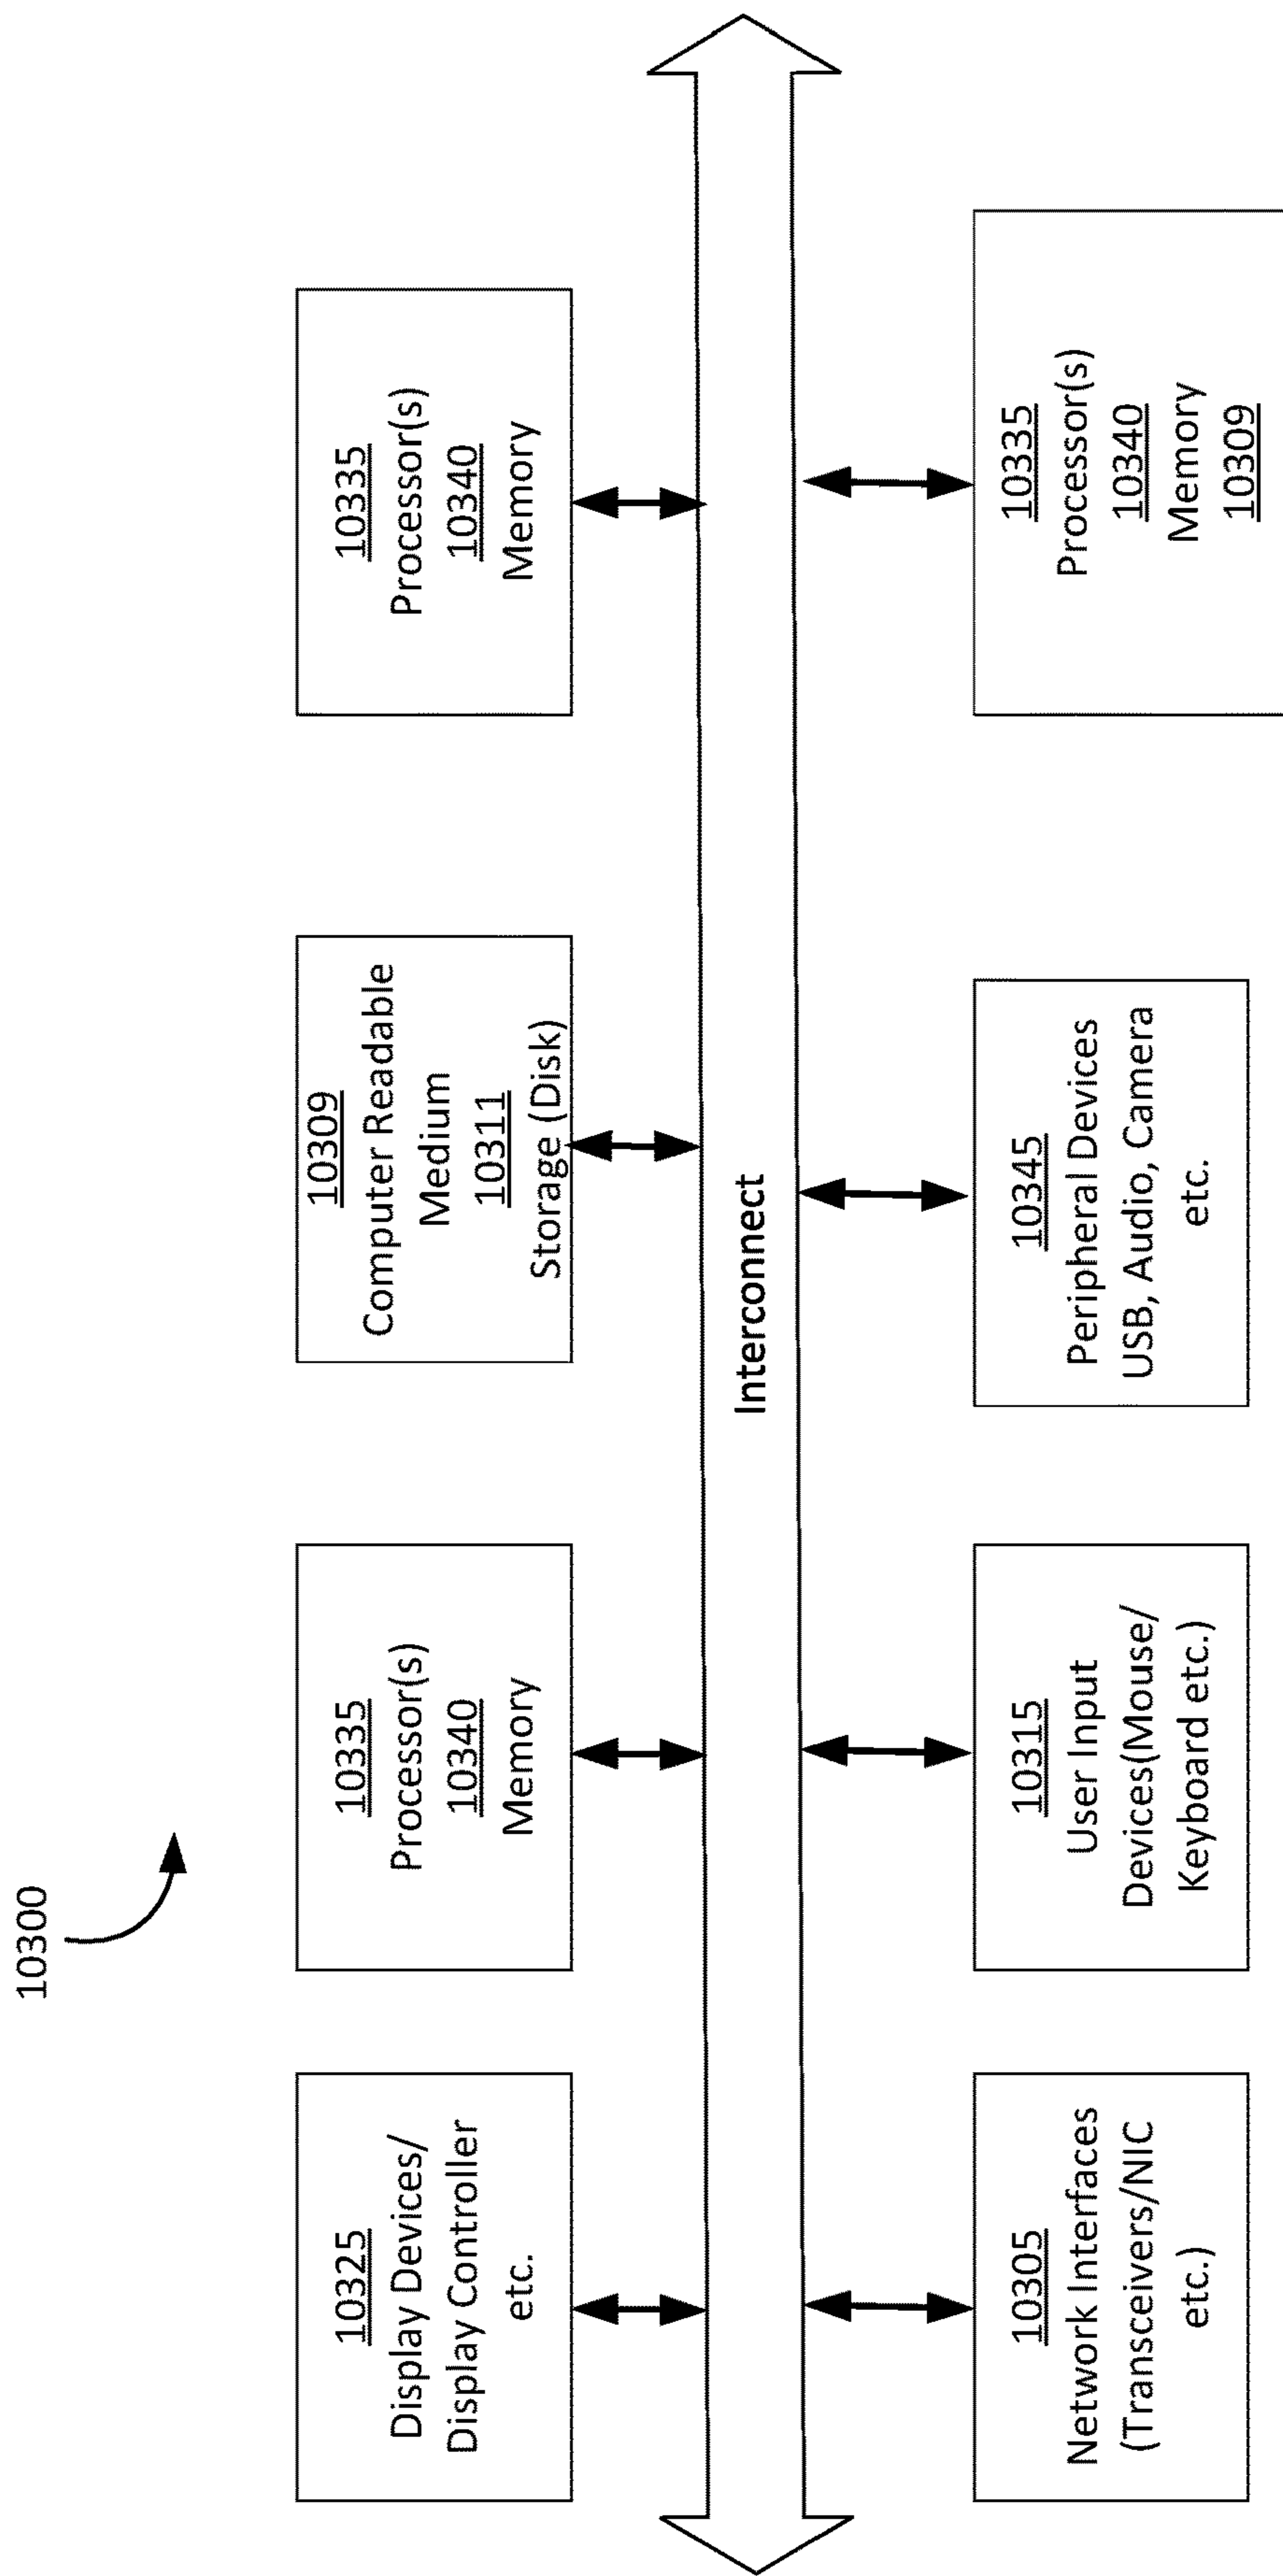 10300
10325
Display Devices/
Display Controller
etc.
10335
Processor(s)
10340
Memory
10309
Computer Readable
Medium
10311
Storage (Disk)
10335
Processor(s)
10340
Memory
Interconnect
10305
Network Interfaces
(Transceivers/NIC
etc.)
10315
User Input
Devices(Mouse/
Keyboard etc.)
10345
Peripheral Devices
USB, Audio, Camera
etc.
10335
Processor(s)
10340
Memory
10309